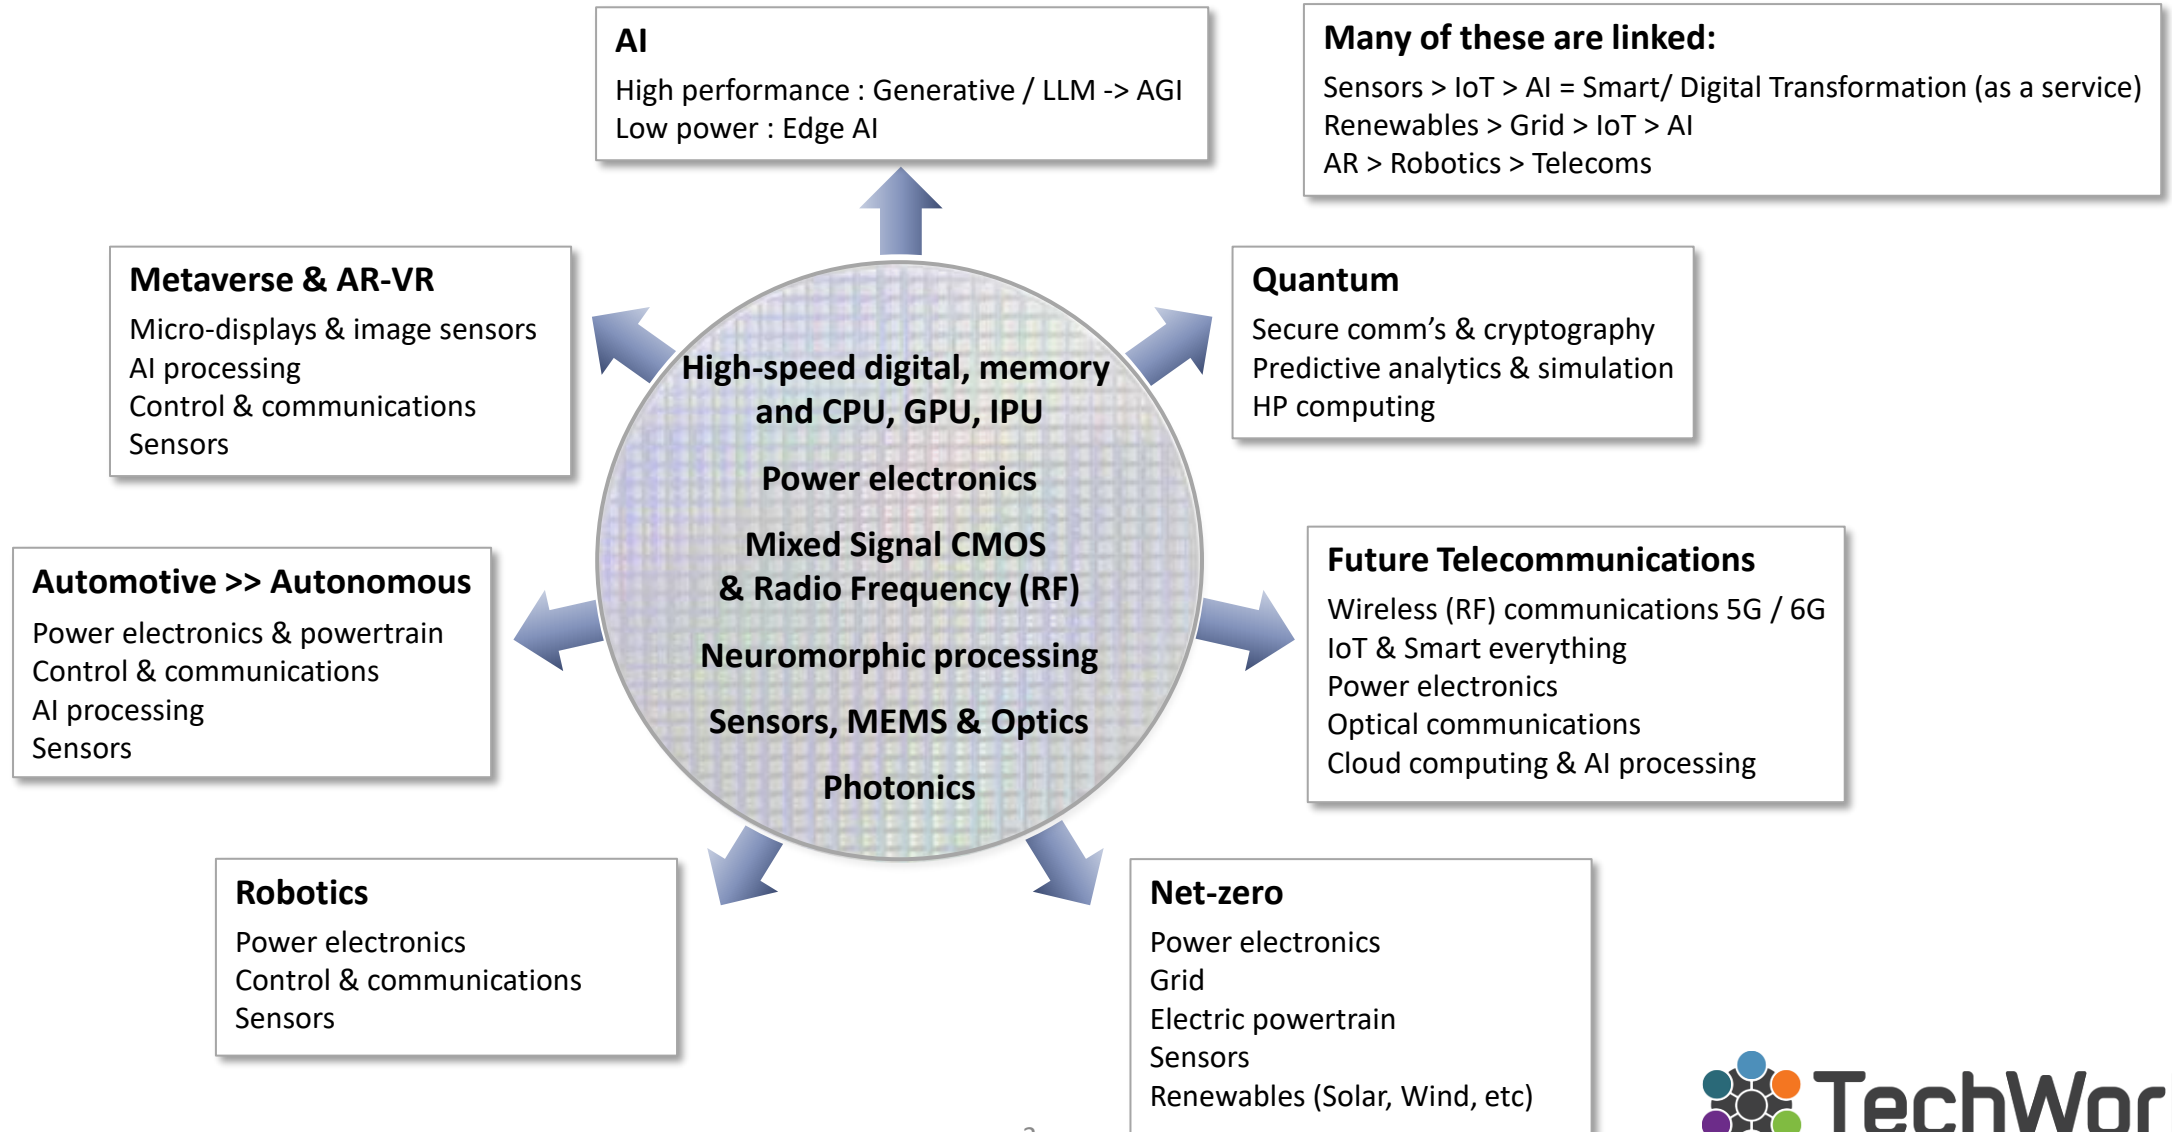 AI
High performance : Generative / LLM -> AGI
Low power : Edge AI
Many of these are linked:
Sensors > IoT > AI = Smart/ Digital Transformation (as a service)
Renewables > Grid > IoT > AI
AR > Robotics > Telecoms
Metaverse & AR-VR
Micro-displays & image sensors
AI processing
Control & communications
Sensors
Quantum
Secure comm’s & cryptography
Predictive analytics & simulation
HP computing
High-speed digital, memory
and CPU, GPU, IPU
Power electronics
Mixed Signal CMOS
& Radio Frequency (RF)
Neuromorphic processing
Sensors, MEMS & Optics
Photonics
Automotive >> Autonomous
Power electronics & powertrain
Control & communications
AI processing
Sensors
Future Telecommunications
Wireless (RF) communications 5G / 6G
IoT & Smart everything
Power electronics
Optical communications
Cloud computing & AI processing
Robotics
Power electronics
Control & communications
Sensors
Net-zero
Power electronics
Grid
Electric powertrain
Sensors
Renewables (Solar, Wind, etc)
TechWor